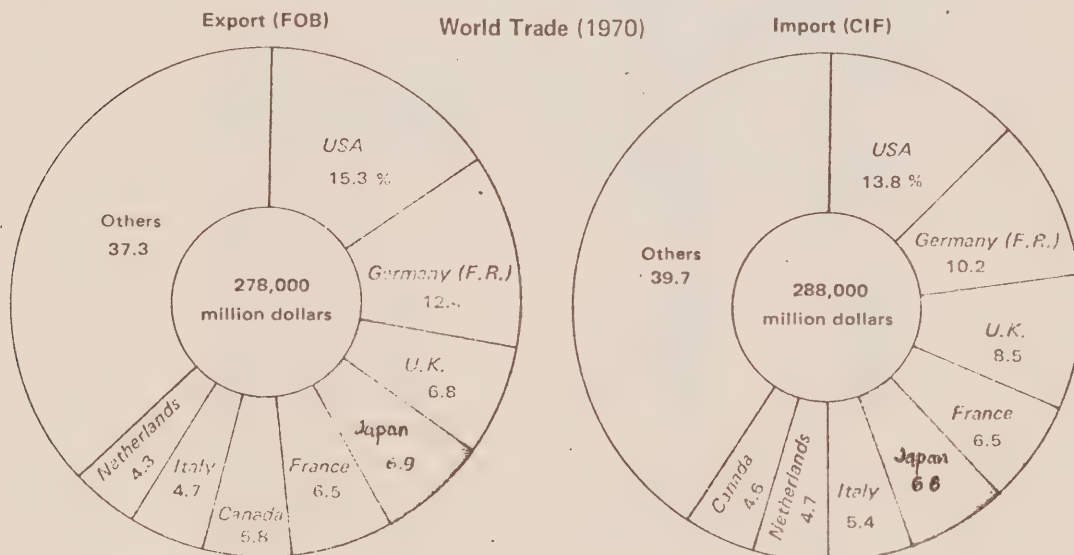 World Trade (1970)
Export (FOB)
USA
15.3 %
Germany (F.R.)
12.4
U.K.
6.8
Japan
6.9
France
6.5
Canada
5.8
Italy
4.7
Netherlands
4.3
Others
37.3
278,000
million dollars
Import (CIF)
USA
13.8 %
Germany (F.R.)
10.2
U.K.
8.5
France
6.5
Japan
6 6
Italy
5.4
Netherlands
4.7
Canada
4.6
Others
39.7
288,000
million dollars